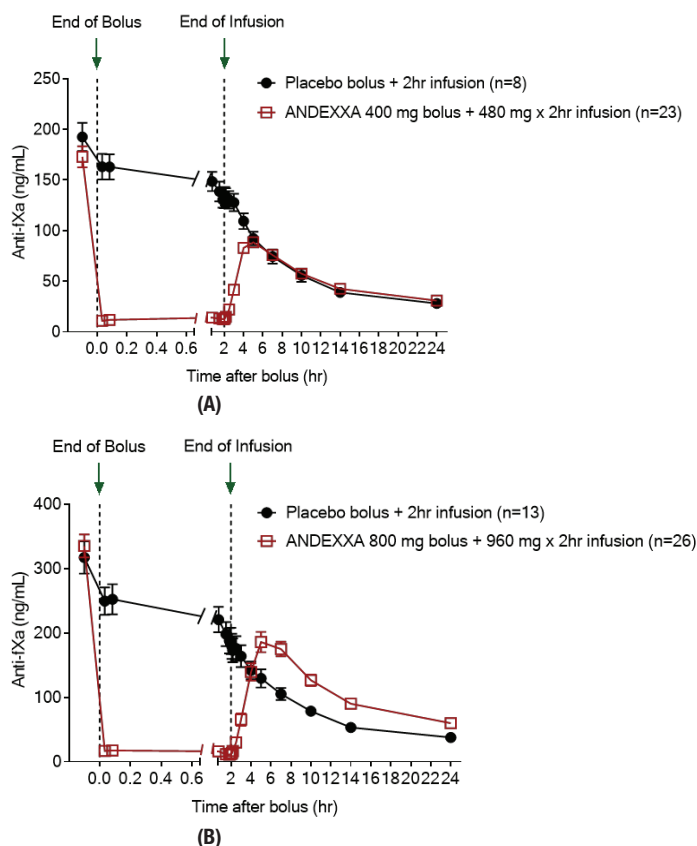 End of Bolus End of Infusion
Placebo bolus + 2hr infusion (n=8)
ANDEXXA 400 mg bolus + 480 mg x 2hr infusion (n=23)
Anti-fXa (ng/mL)
250
200
150
100
50
0
0.0 0.2 0.4 0.6 2 4 6 8 10 12 14 16 18 20 22 24
Time after bolus (hr)
(A)
End of Bolus End of Infusion
Placebo bolus + 2hr infusion (n=13)
ANDEXXA 800 mg bolus + 960 mg x 2hr infusion (n=26)
Anti-fXa (ng/mL)
400
300
200
100
0
0.0 0.2 0.4 0.6 2 4 6 8 10 12 14 16 18 20 22 24
Time after bolus (hr)
(B)